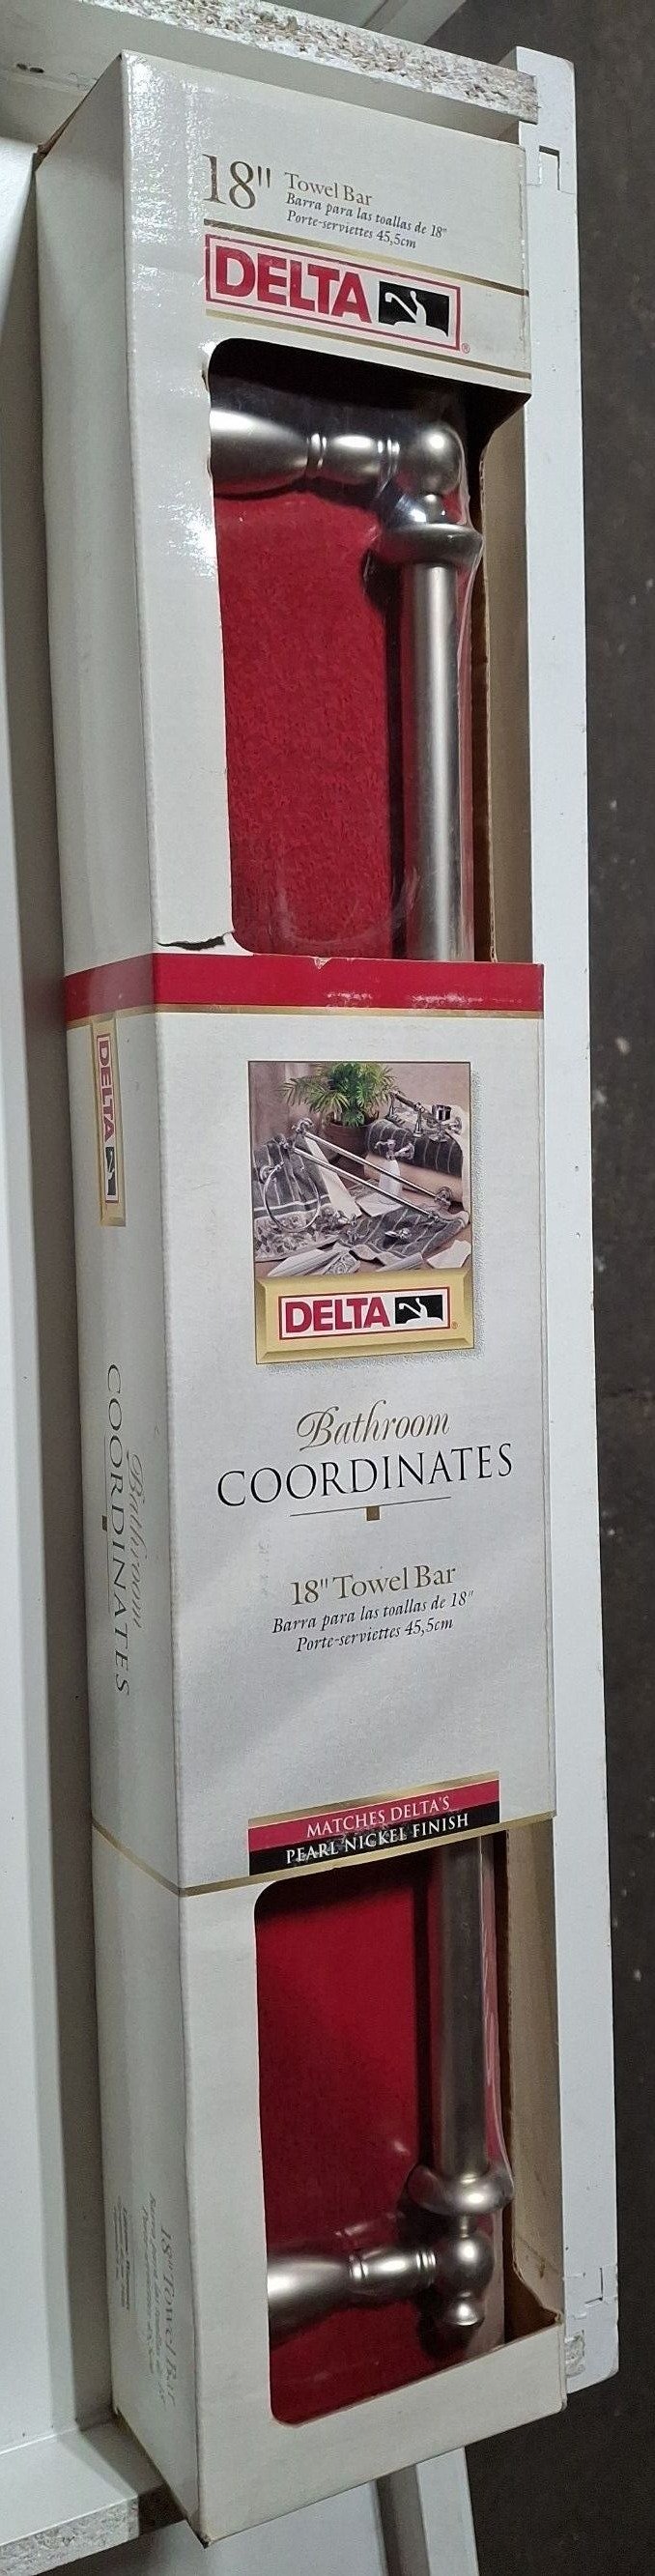 18" Towel Bar
Barra para las toallas de 18"
Porte-serviettes 45,5cm
DELTA
®
DELTA
DELTA
®
Bathroom
COORDINATES
Bathroom
COORDINATES
18" Towel Bar
Barra para las toallas de 18"
Porte-serviettes 45,5cm
MATCHES DELTA'S
PEARL NICKEL FINISH
18" Towel Bar